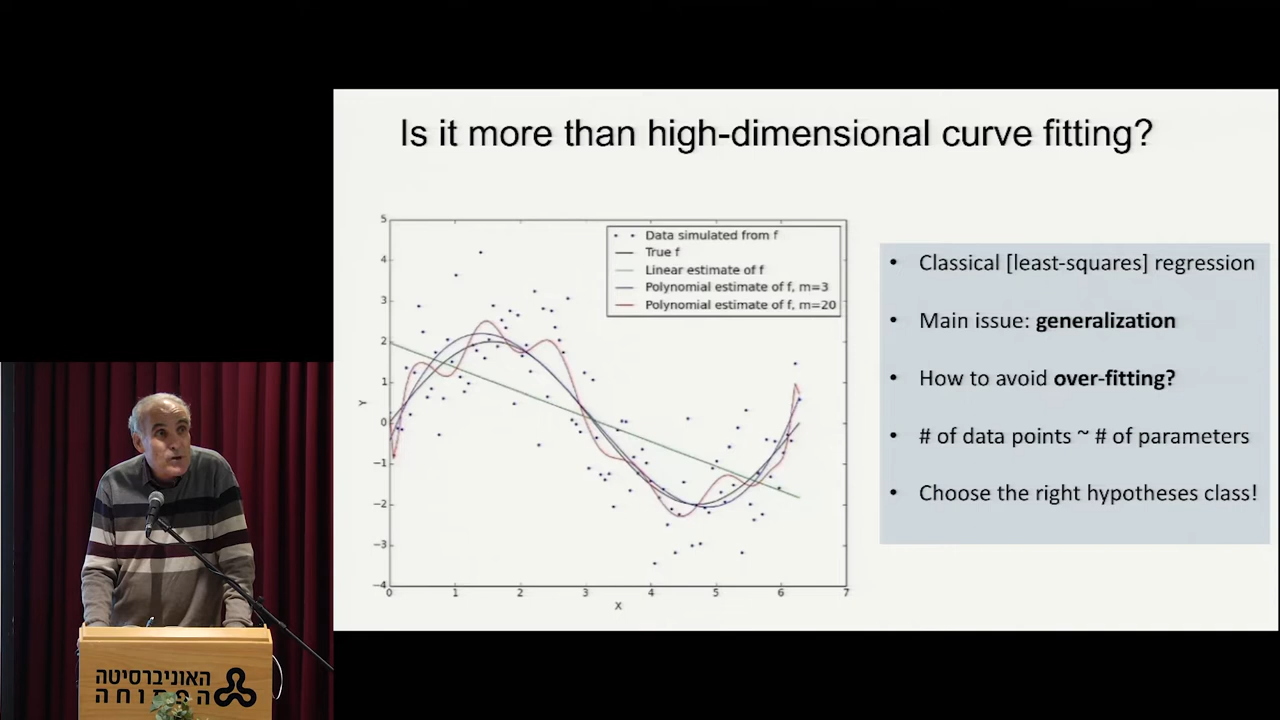 Is it more than high-dimensional curve fitting?
5
4
3
2
1
0
−1
−2
−3
−4
Y
0 1 2 3 4 5 6 7
X
Data simulated from f
True f
Linear estimate of f
Polynomial estimate of f, m=3
Polynomial estimate of f, m=20
• Classical [least-squares] regression
• Main issue: generalization
• How to avoid over-fitting?
• # of data points ~ # of parameters
• Choose the right hypotheses class!
האוניברסיטה
הפתוחה